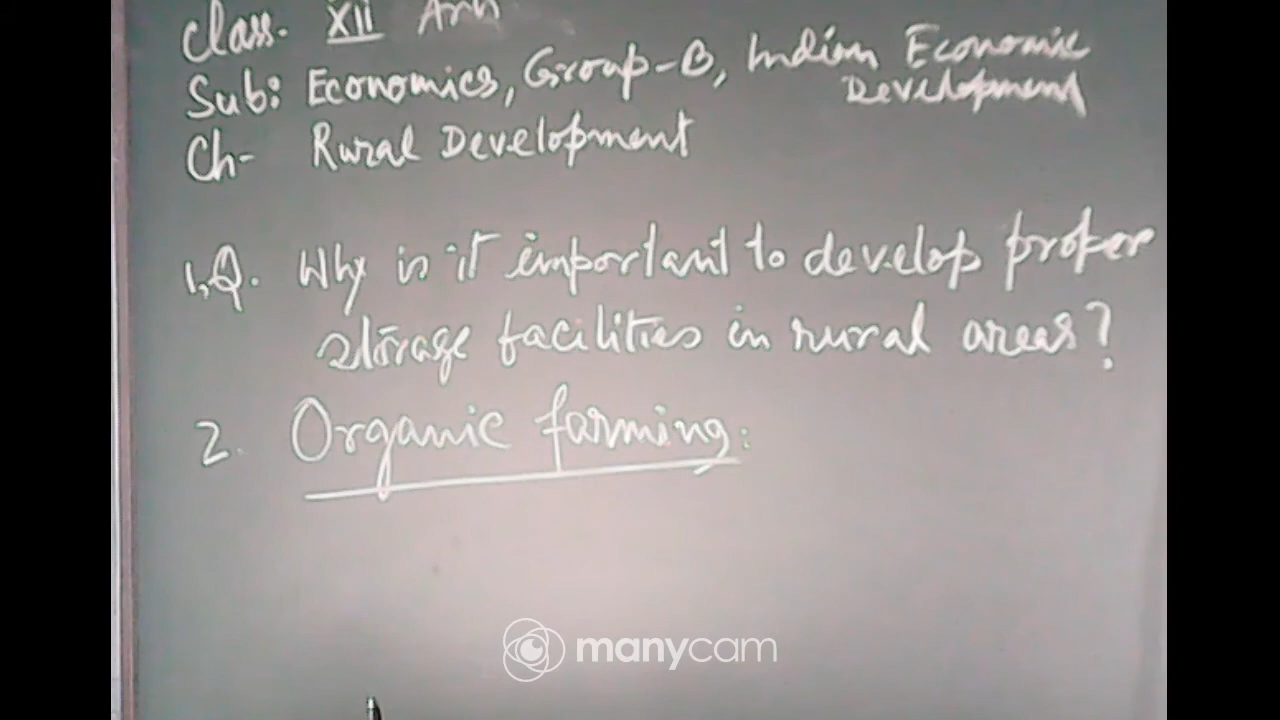 Class- XII Arts
Sub: Economics, Group-B, Indian Economic
Development
Ch- Rural Development
1,Q. Why is it important to develop proper
storage facilities in rural areas?
2. Organic farming:
manycam